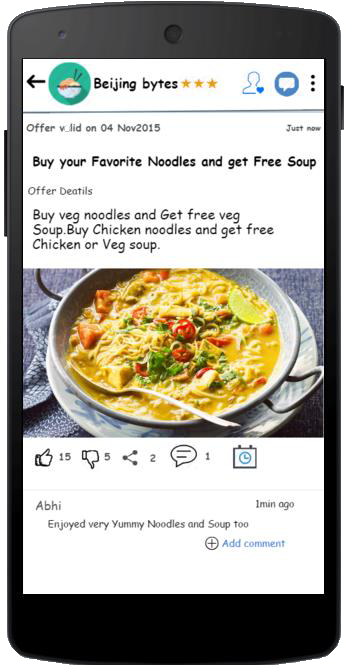 Beijing bytes
Offer v.lid on 04 Nov2015 Just now
Buy your Favorite Noodles and get Free Soup
Offer Deatils
Buy veg noodles and Get free veg
Soup.Buy Chicken noodles and get free
Chicken or Veg soup.
15 5 2 1
Abhi 1min ago
Enjoyed very Yummy Noodles and Soup too
Add comment